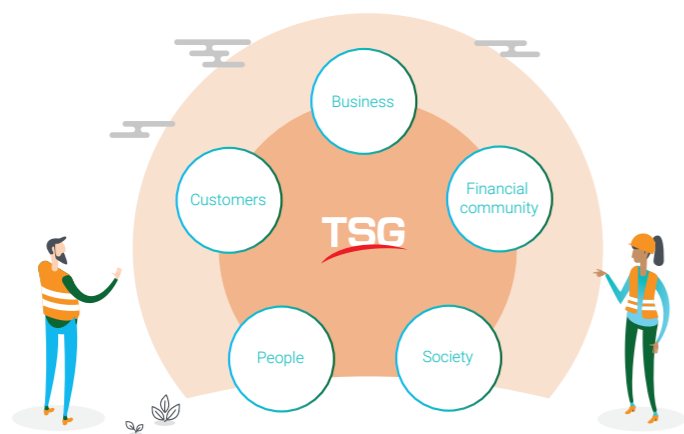 Business
Customers
Financial
community
TSG
People
Society